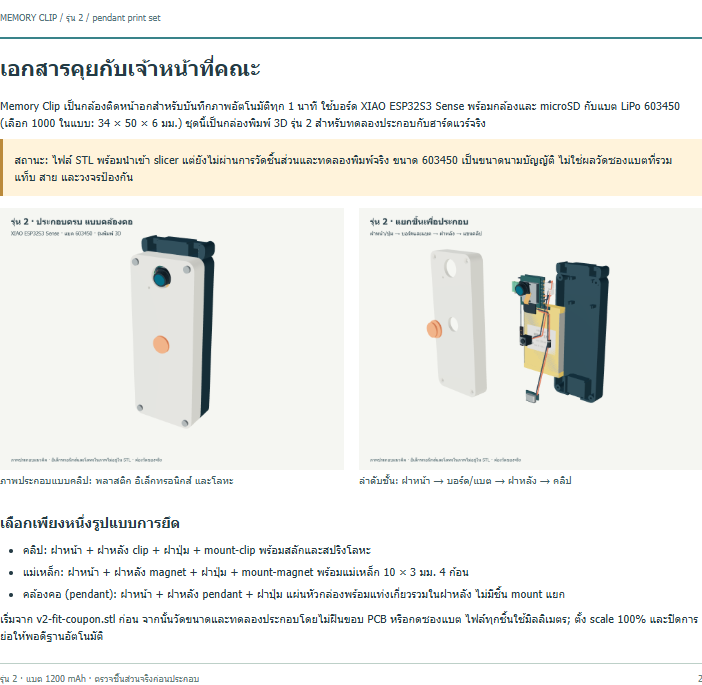 MEMORY CLIP / รุ่น 2 / pendant print set
เอกสารคุยกับเจ้าหน้าที่คณะ
Memory Clip เป็นกล้องติดหน้าอกสำหรับบันทึกภาพอัตโนมัติทุก 1 นาที ใช้บอร์ด XIAO ESP32S3 Sense พร้อมกล้องและ microSD กับแบต LiPo 603450
(เลือก 1000 ในแบบ: 34 × 50 × 6 มม.) ชุดนี้เป็นกล่องพิมพ์ 3D รุ่น 2 สำหรับทดลองประกอบกับฮาร์ดแวร์จริง
สถานะ: ไฟล์ STL พร้อมนำเข้า slicer แต่ยังไม่ผ่านการวัดชิ้นส่วนและทดลองพิมพ์จริง ขนาด 603450 เป็นขนาดนามบัญญัติ ไม่ใช่ผลวัดซองแบตที่รวม
แท็บ สาย และวงจรป้องกัน
รุ่น 2 · ประกอบครบ แบบคล้องคอ
XIAO ESP32S3 Sense · แบต 603450 · รุ่นพิมพ์ 3D
รุ่น 2 · แยกชิ้นเพื่อประกอบ
ภาพประกอบแบบคลิป: พลาสติก อิเล็กทรอนิกส์ และโลหะ
ลำดับชั้น: ฝาหน้า → บอร์ด/แบต → ฝาหลัง → คลิป
เลือกเพียงหนึ่งรูปแบบการยึด
• คลิป: ฝาหน้า + ฝาหลัง clip + ฝาปุ่ม + mount-clip พร้อมสลักและสปริงโลหะ
• แม่เหล็ก: ฝาหน้า + ฝาหลัง magnet + ฝาปุ่ม + mount-magnet พร้อมแม่เหล็ก 10 × 3 มม. 4 ก้อน
• คล้องคอ (pendant): ฝาหน้า + ฝาหลัง pendant + ฝาปุ่ม แผ่นหัวกล่องพร้อมแท่งเกี่ยวรวมในฝาหลัง ไม่มีชิ้น mount แยก
เริ่มจาก v2-fit-coupon.stl ก่อน จากนั้นวัดขนาดและทดลองประกอบโดยไม่ฝืนขอบ PCB หรือกดซองแบต ไฟล์ทุกชิ้นใช้มิลลิเมตร; ตั้ง scale 100% และปิดการ
ย่อให้พอดีฐานอัตโนมัติ
รุ่น 2 · แบต 1200 mAh · ตรวจชิ้นส่วนจริงก่อนประกอบ
2